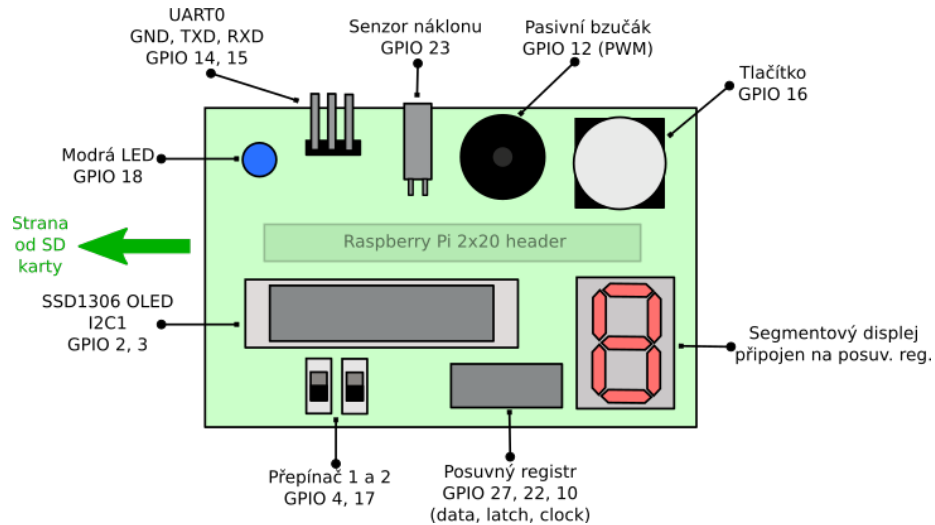 UART0
GND, TXD, RXD
GPIO 14, 15
Senzor náklonu
GPIO 23
Pasivní bzučák
GPIO 12 (PWM)
Tlačítko
GPIO 16
Modrá LED
GPIO 18
Strana
od SD
karty
Raspberry Pi 2x20 header
SSD1306 OLED
I2C1
GPIO 2, 3
Segmentový displej
připojen na posuv. reg.
Přepínač 1 a 2
GPIO 4, 17
Posuvný registr
GPIO 27, 22, 10
(data, latch, clock)